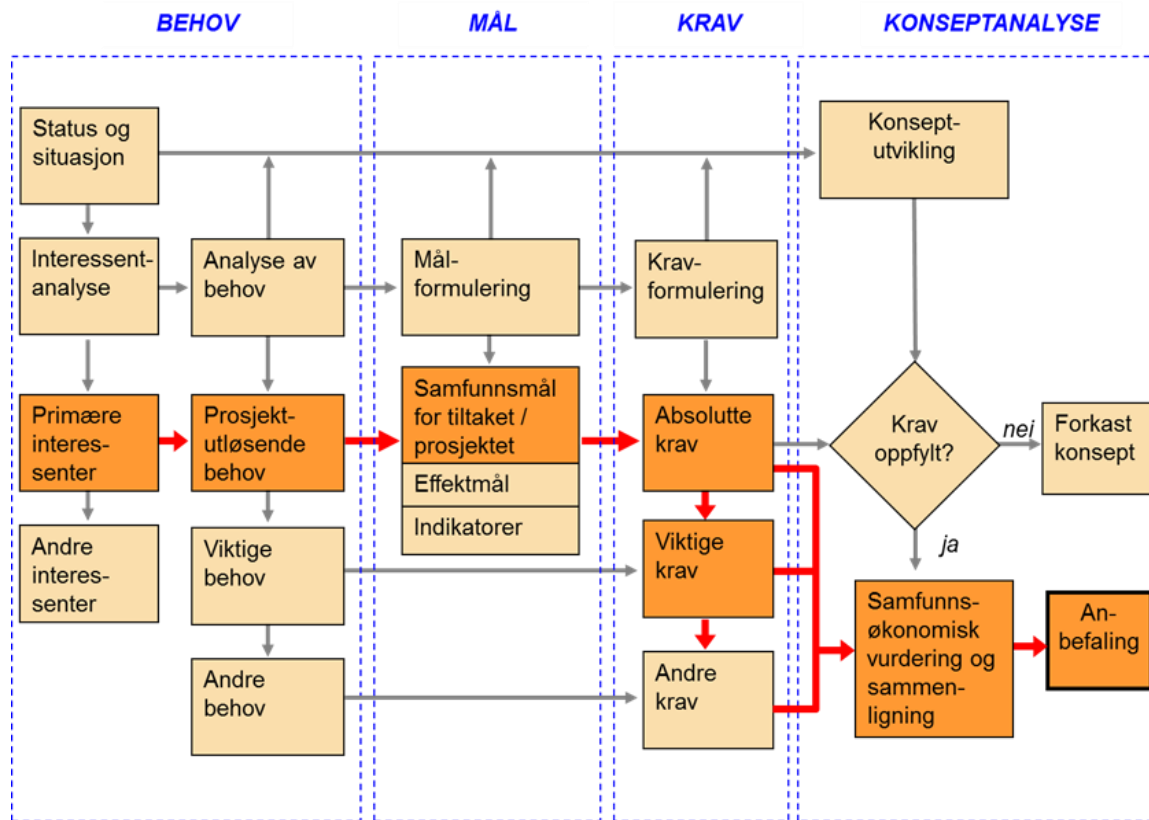 BEHOV
MÅL
KRAV
KONSEPTANALYSE
Status og
situasjon
Interessent-
analyse
Primære
interes-
senter
Andre
interes-
senter
Analyse av
behov
Prosjekt-
utløsende
behov
Viktige
behov
Andre
behov
Mål-
formulering
Samfunnsmål
for tiltaket /
prosjektet
Effektmål
Indikatorer
Krav-
formulering
Absolutte
krav
Viktige
krav
Andre
krav
Konsept-
utvikling
Krav
oppfylt?
nei
Forkast
konsept
ja
Samfunns-
økonomisk
vurdering og
sammen-
ligning
An-
befaling